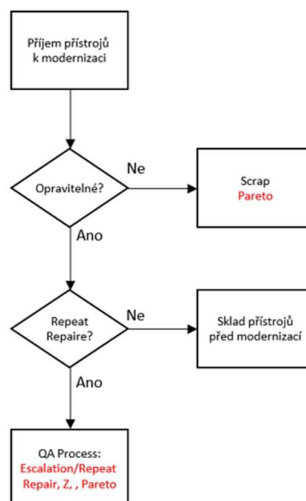 Příjem přístrojů
k modernizaci
Opravitelné?
Ne
Scrap
Pareto
Ano
Repeat
Repaire?
Ne
Sklad přístrojů
před modernizací
Ano
QA Process:
Escalation/Repeat
Repair, Z, , Pareto